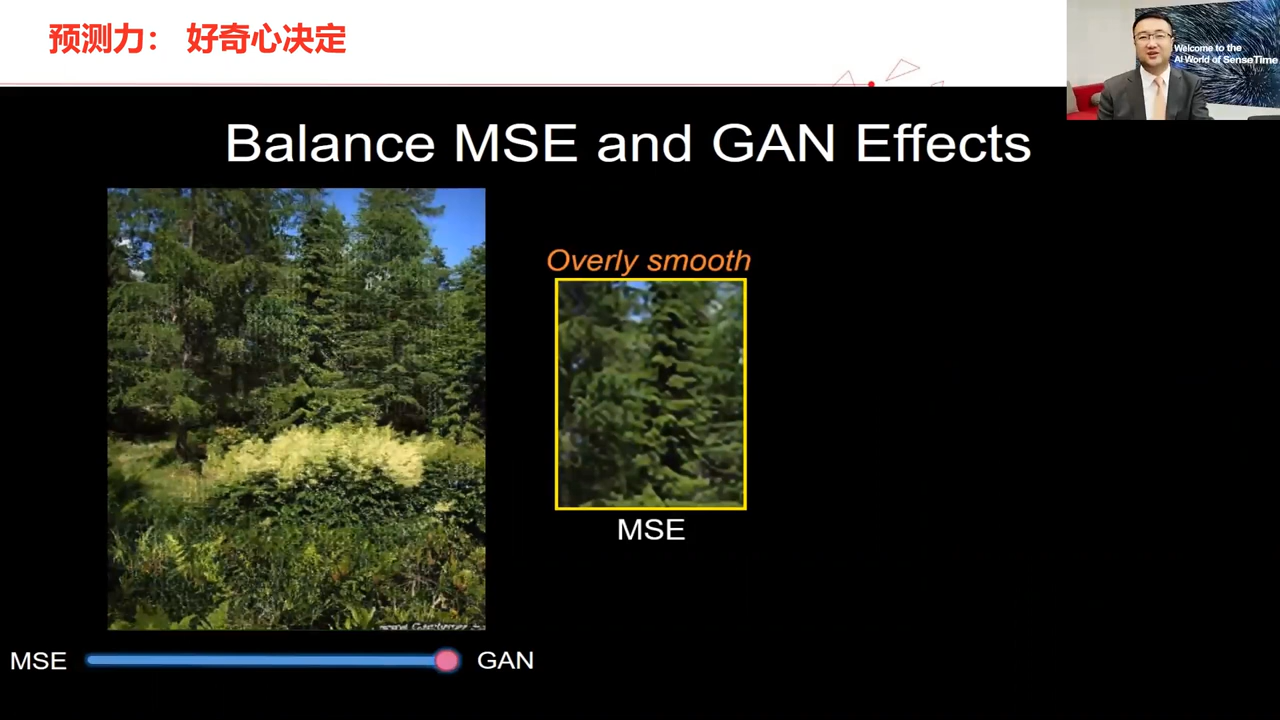 预测力: 好奇心决定
Welcome to the
AI World of SenseTime
Balance MSE and GAN Effects
Overly smooth
MSE
MSE
GAN